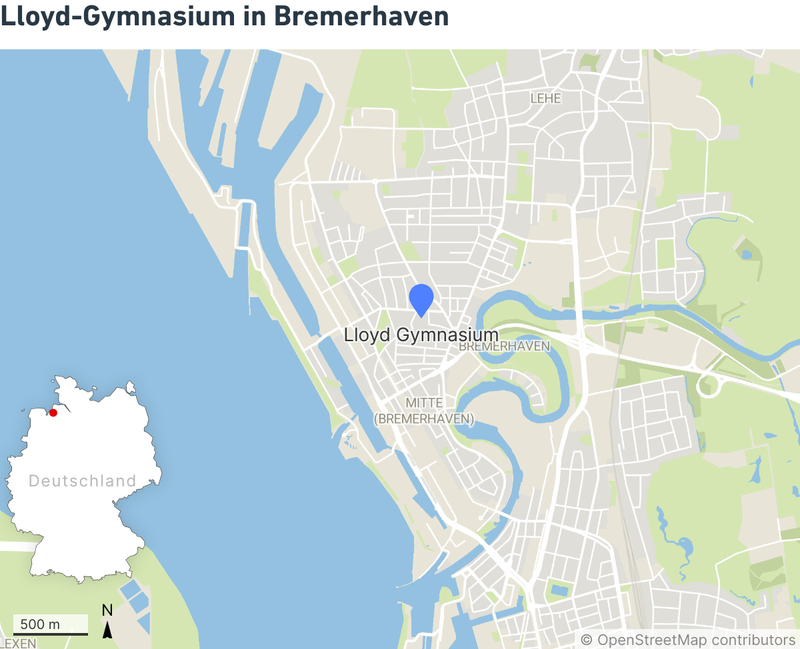 Lloyd-Gymnasium in Bremerhaven
LEHE
Lloyd Gymnasium
BREMERHAVEN
MITTE
(BREMERHAVEN)
Deutschland
500 m
N
LEXEN
© OpenStreetMap contributors